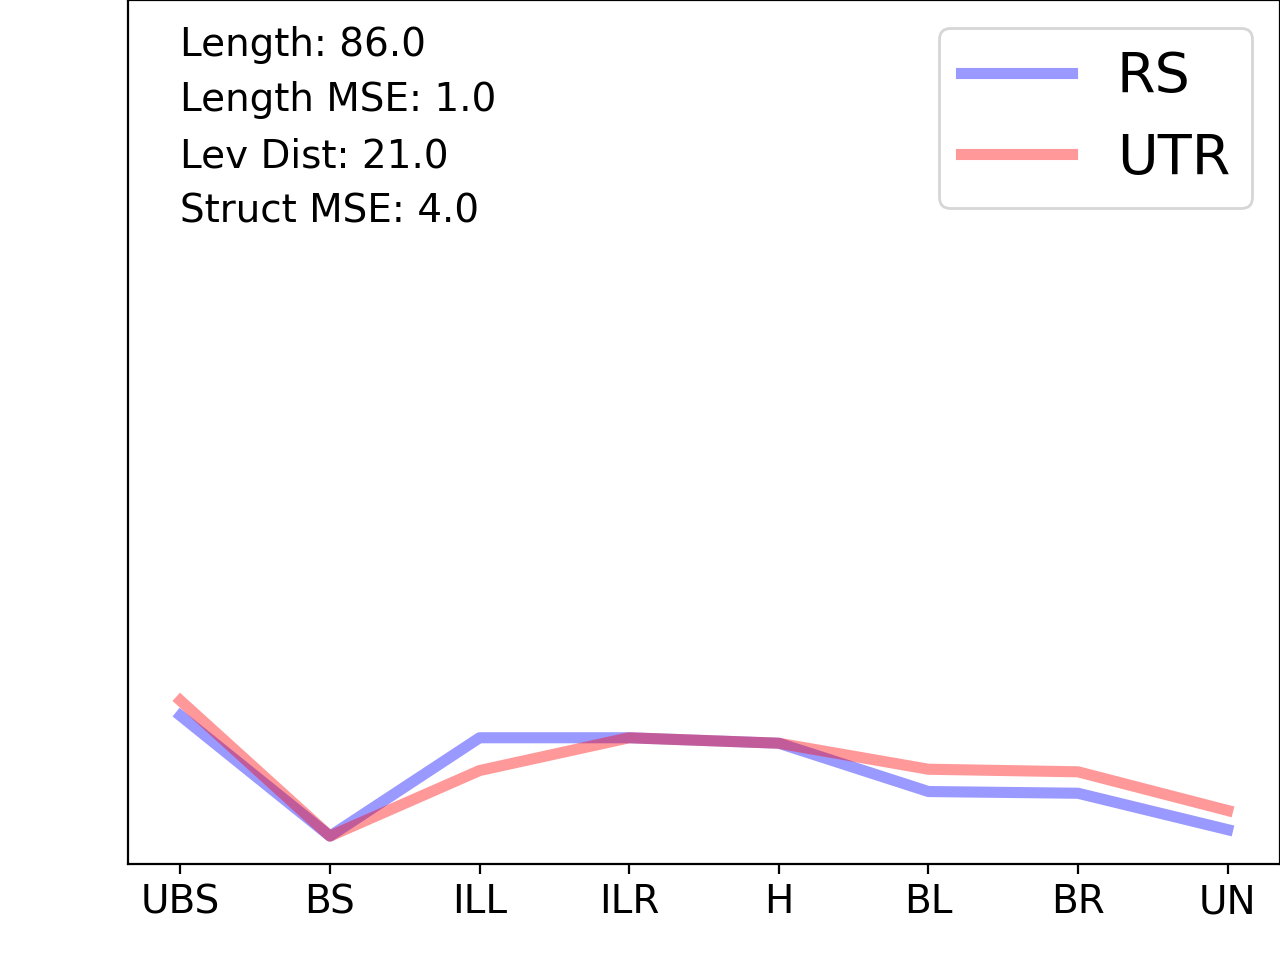 Length: 86.0
Length MSE: 1.0
Lev Dist: 21.0
Struct MSE: 4.0
RS
UTR
UBS BS ILL ILR H BL BR UN